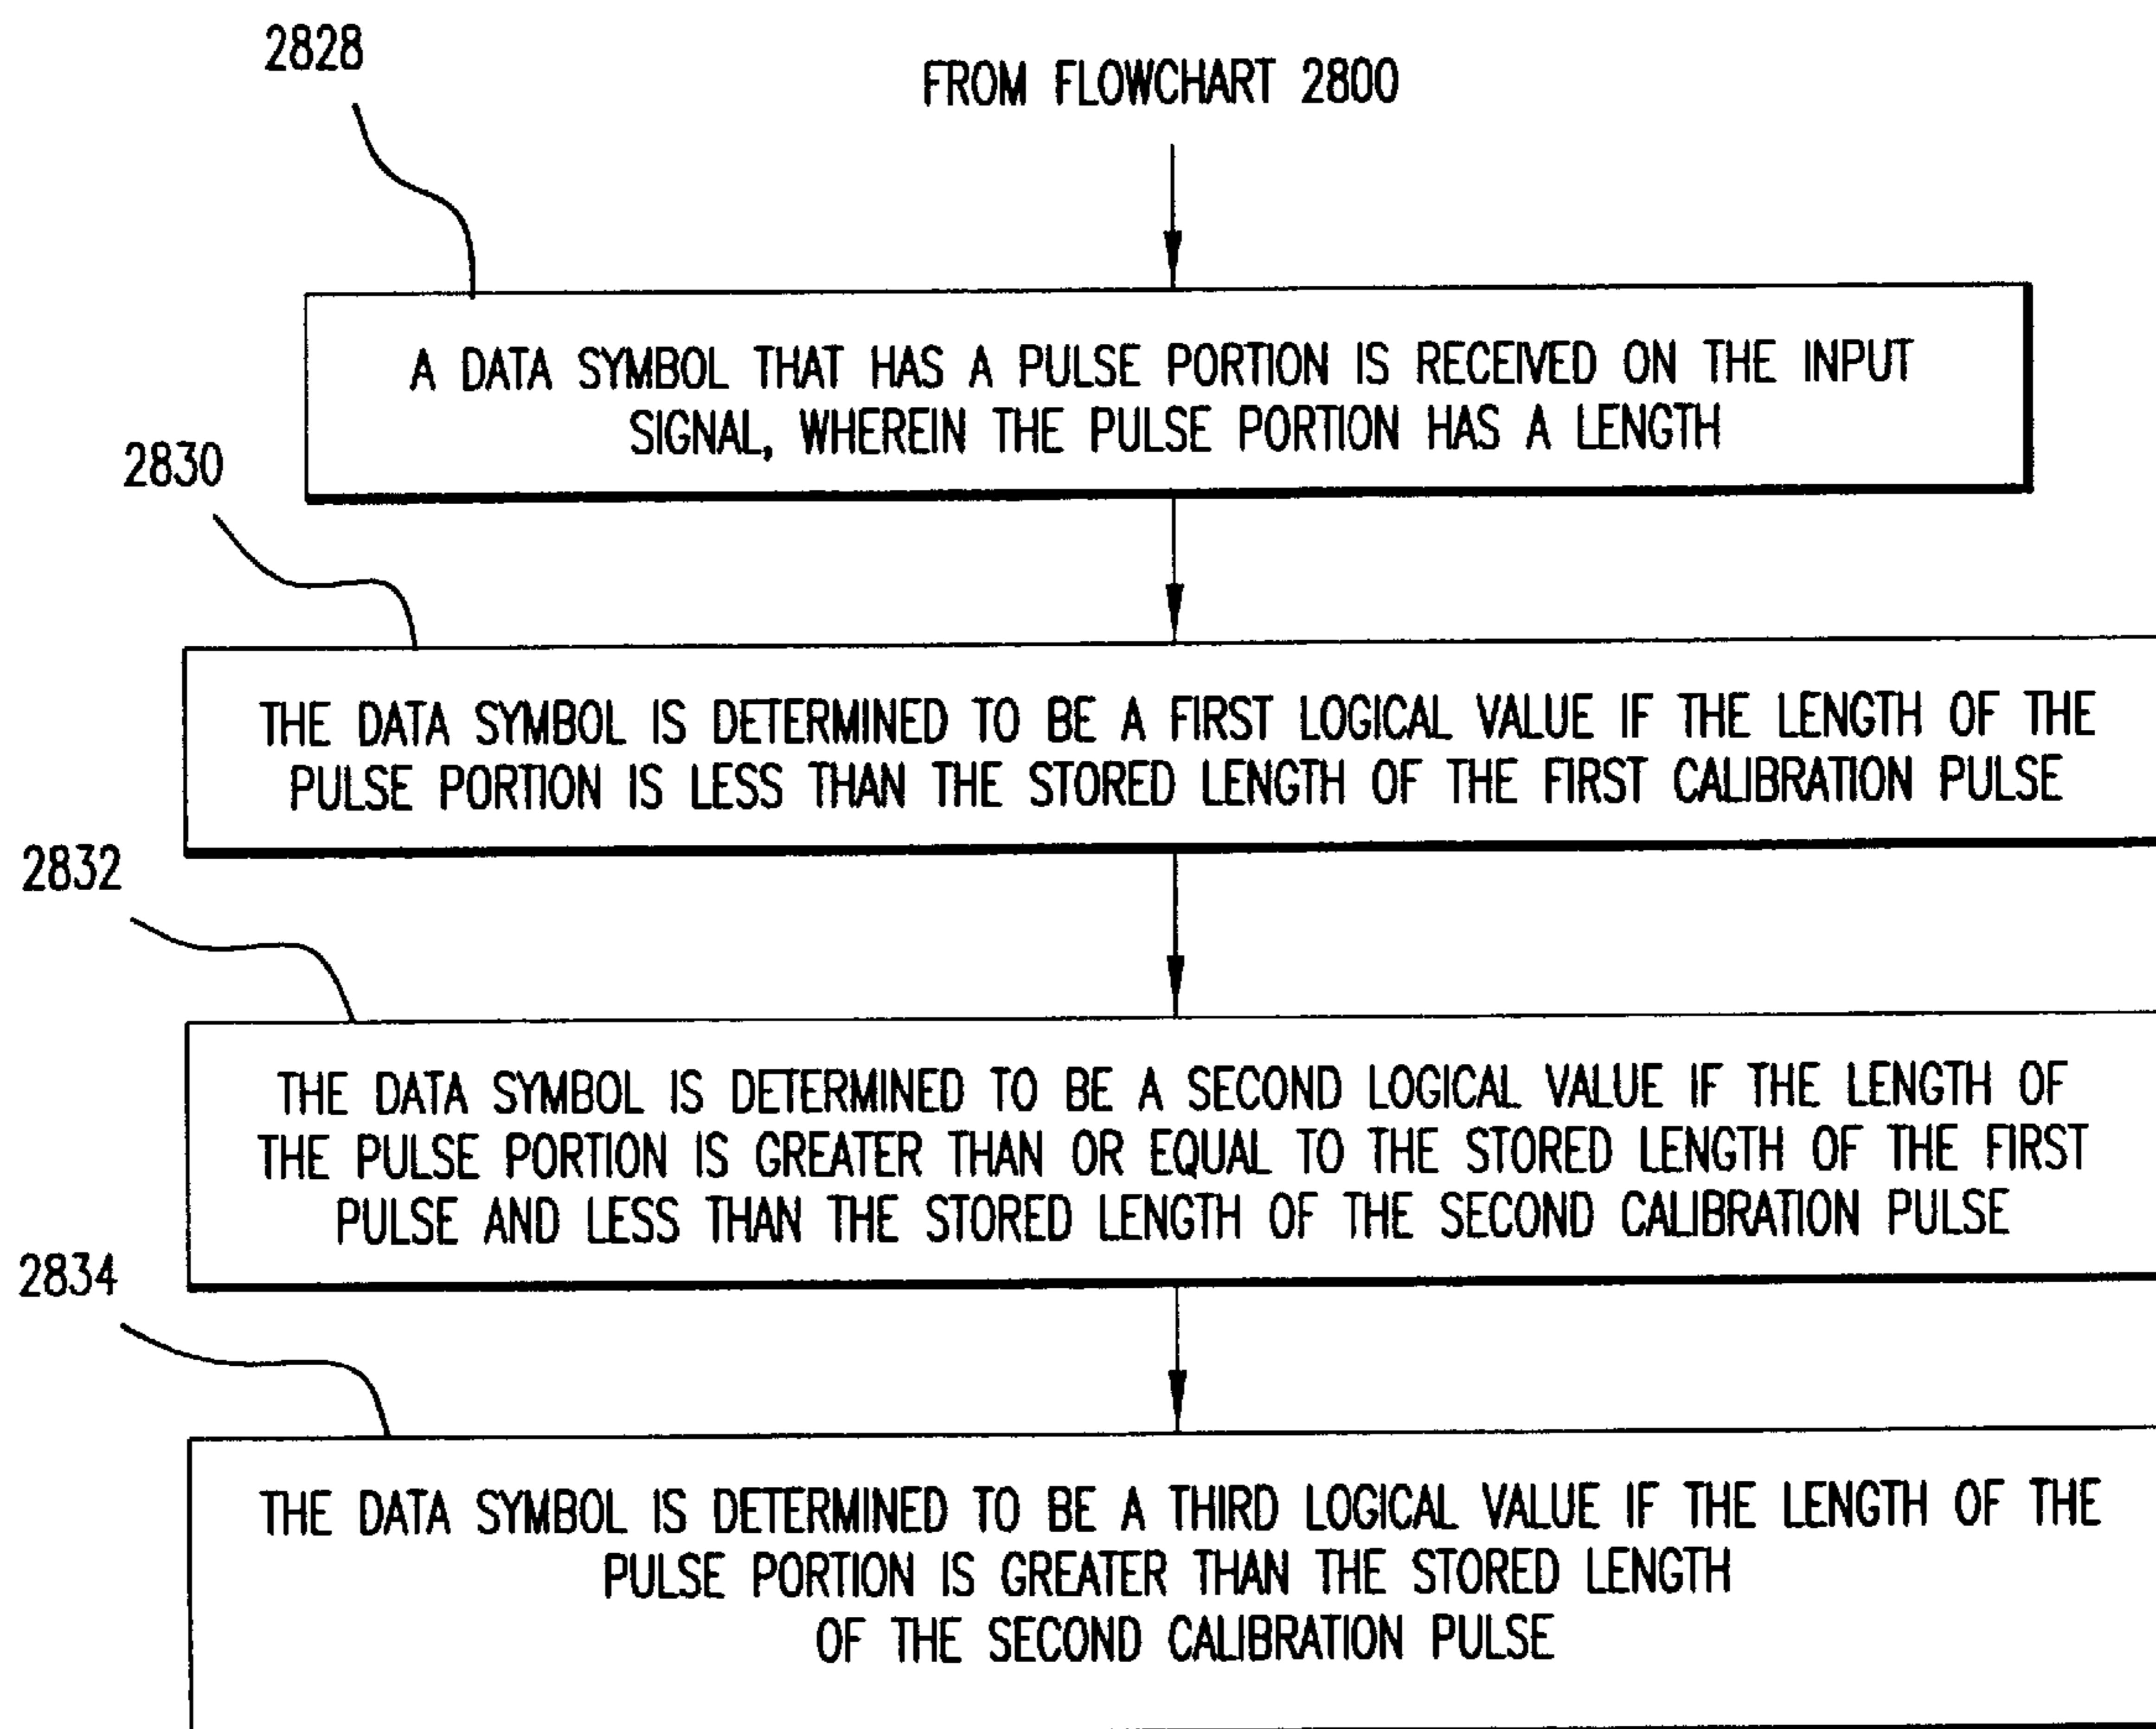 2828
FROM FLOWCHART 2800
A DATA SYMBOL THAT HAS A PULSE PORTION IS RECEIVED ON THE INPUT
SIGNAL, WHEREIN THE PULSE PORTION HAS A LENGTH
2830
THE DATA SYMBOL IS DETERMINED TO BE A FIRST LOGICAL VALUE IF THE LENGTH OF THE
PULSE PORTION IS LESS THAN THE STORED LENGTH OF THE FIRST CALIBRATION PULSE
2832
THE DATA SYMBOL IS DETERMINED TO BE A SECOND LOGICAL VALUE IF THE LENGTH OF
THE PULSE PORTION IS GREATER THAN OR EQUAL TO THE STORED LENGTH OF THE FIRST
PULSE AND LESS THAN THE STORED LENGTH OF THE SECOND CALIBRATION PULSE
2834
THE DATA SYMBOL IS DETERMINED TO BE A THIRD LOGICAL VALUE IF THE LENGTH OF THE
PULSE PORTION IS GREATER THAN THE STORED LENGTH
OF THE SECOND CALIBRATION PULSE